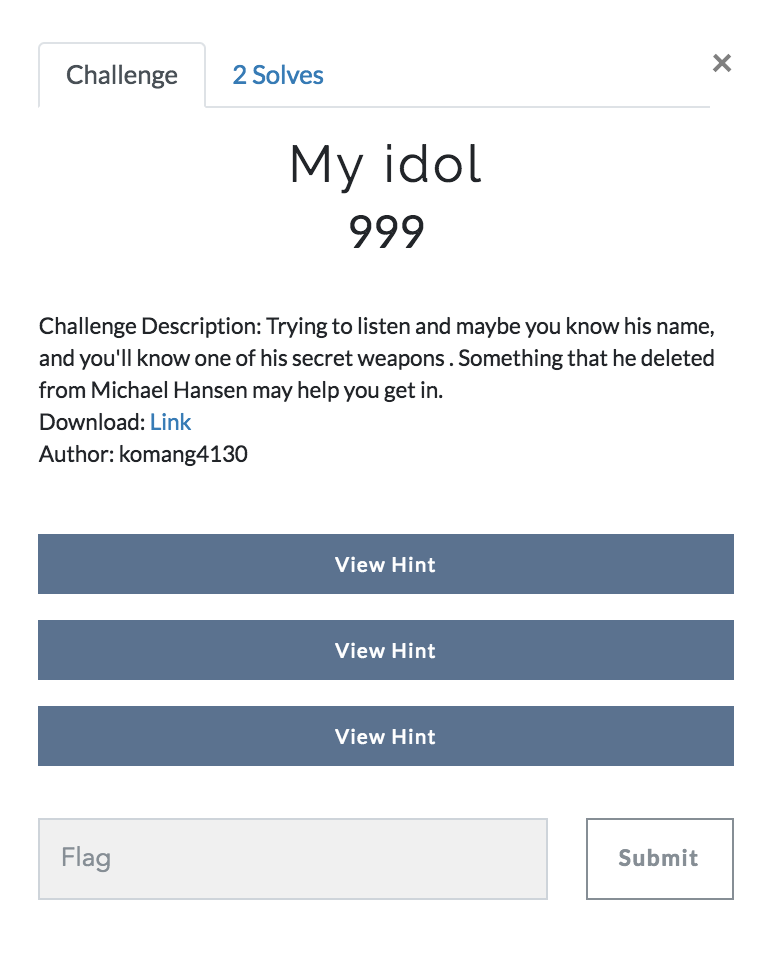 Challenge
2 Solves
×
My idol
999
Challenge Description: Trying to listen and maybe you know his name,
and you'll know one of his secret weapons . Something that he deleted
from Michael Hansen may help you get in.
Download: Link
Author: komang4130
View Hint
View Hint
View Hint
Flag
Submit